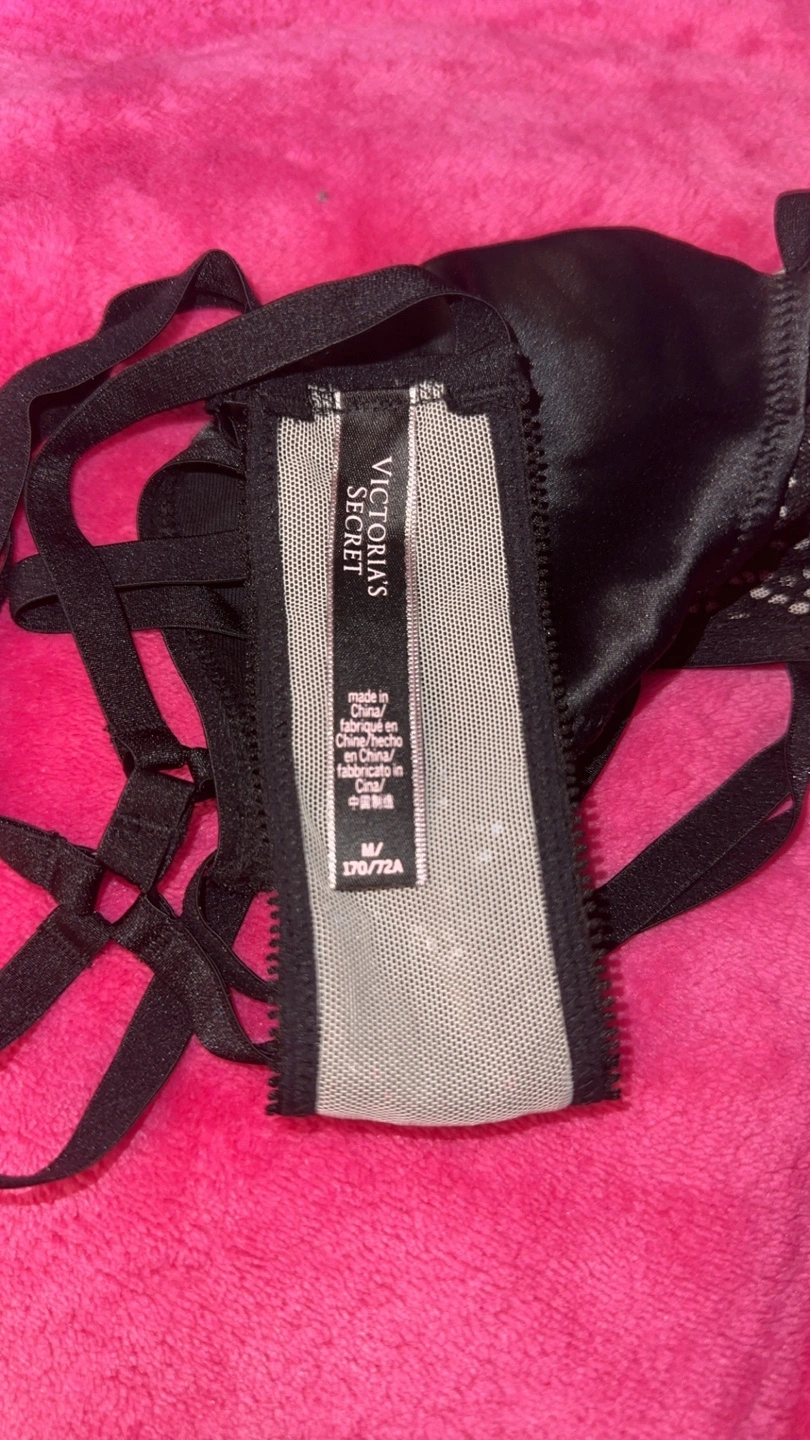 VICTORIA'S
SECRET
made in
China/
fabriqué en
Chine/hecho
en China/
fabbricato in
Cina/
中國制造
M/
170/72A